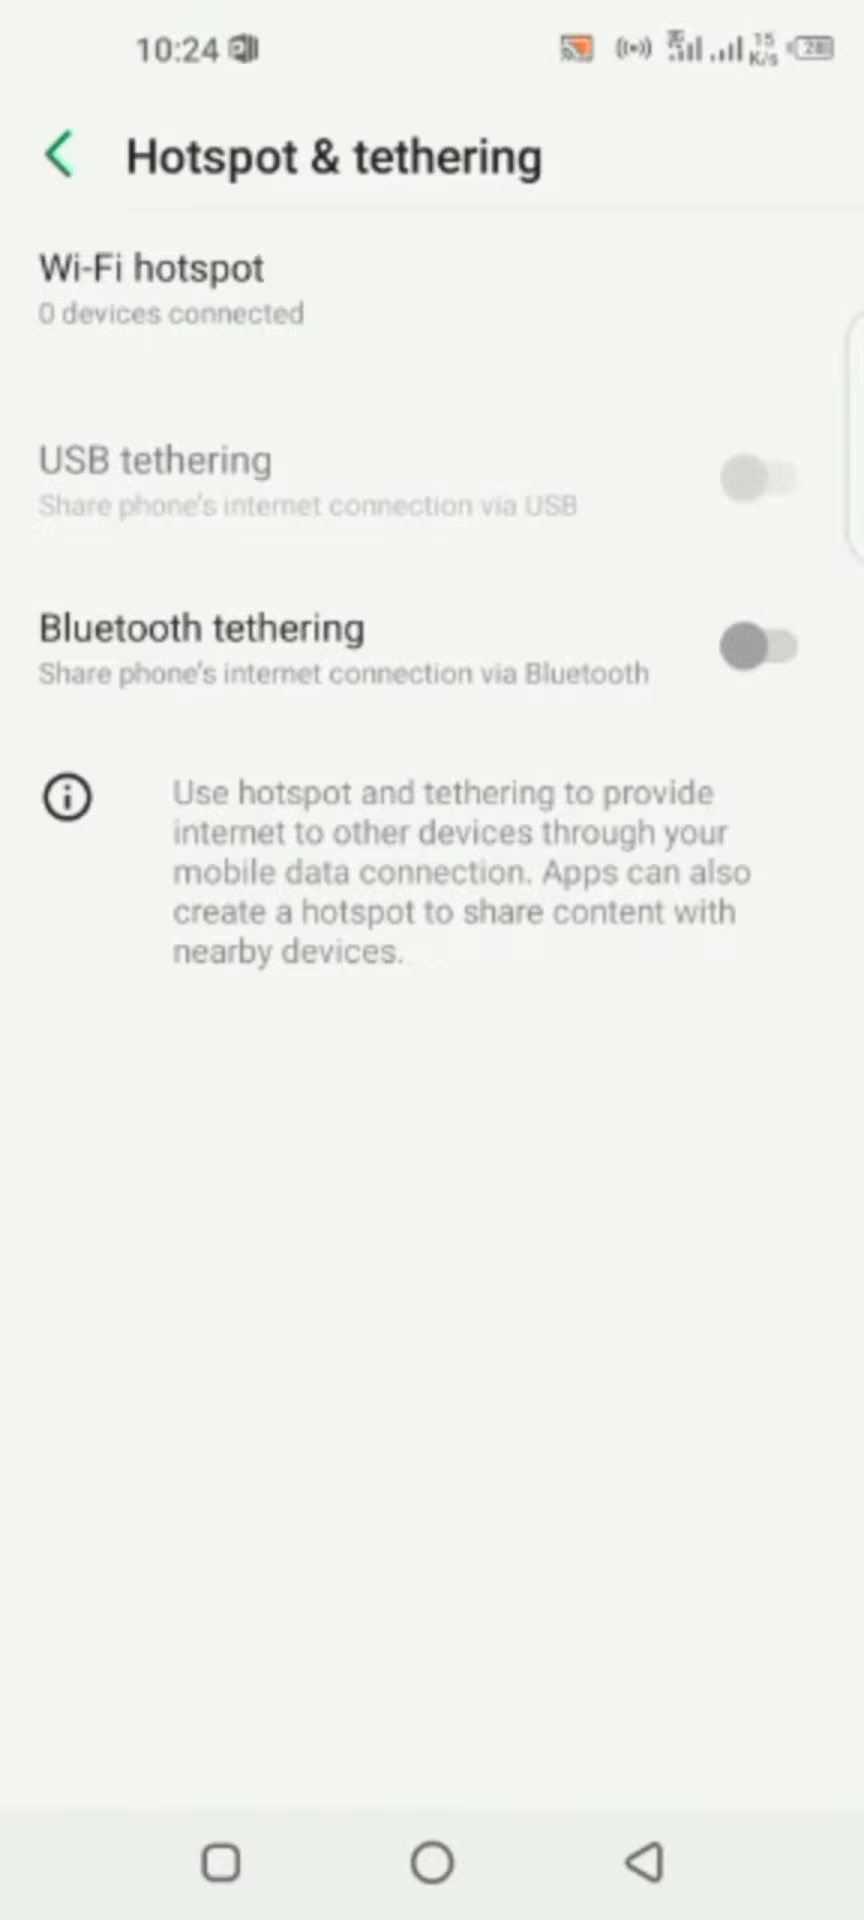 10:24
15
K/s
28
Hotspot & tethering
Wi-Fi hotspot
0 devices connected
USB tethering
Share phone's internet connection via USB
Bluetooth tethering
Share phone's internet connection via Bluetooth
Use hotspot and tethering to provide
internet to other devices through your
mobile data connection. Apps can also
create a hotspot to share content with
nearby devices.